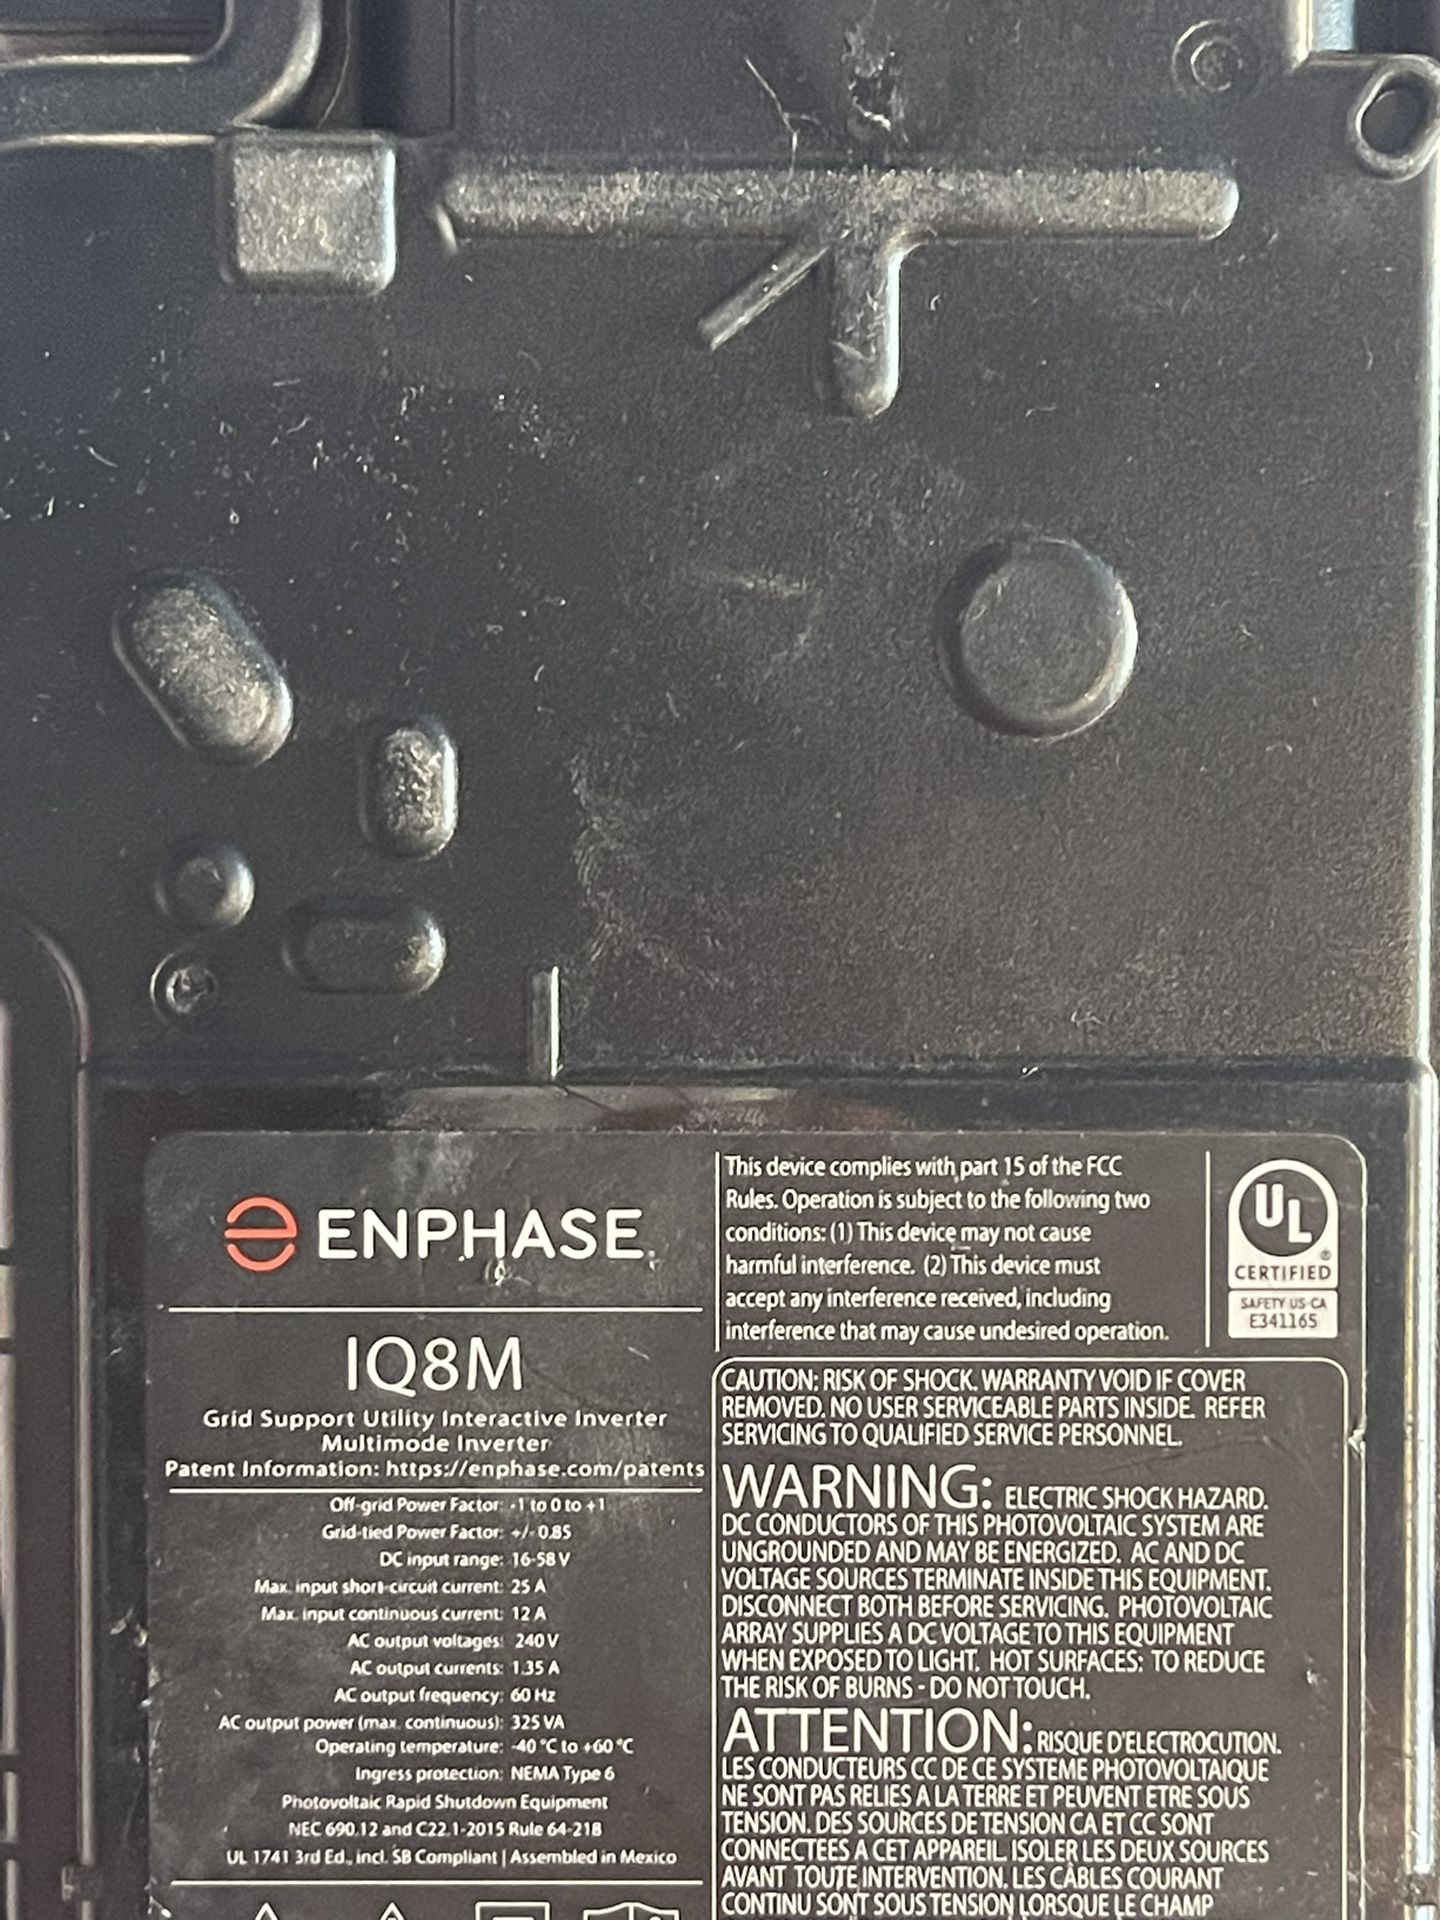 ENPHASE
IQ8M
Grid Support Utility Interactive Inverter
Multimode Inverter
Patent Information: https://enphase.com/patents
Off-grid Power Factor: -1 to 0 to +1
Grid-tied Power Factor: +/- 0.85
DC input range: 16-58 V
Max. input short-circuit current: 25 A
Max. input continuous current: 12 A
AC output voltages: 240 V
AC output currents: 1.35 A
AC output frequency: 60 Hz
AC output power (max. continuous): 325 VA
Operating temperature: -40 °C to +60 °C
Ingress protection: NEMA Type 6
Photovoltaic Rapid Shutdown Equipment
NEC 690.12 and C22.1-2015 Rule 64-218
UL 1741 3rd Ed., incl. SB Compliant | Assembled in Mexico
This device complies with part 15 of the FCC
Rules. Operation is subject to the following two
conditions: (1) This device may not cause
harmful interference. (2) This device must
accept any interference received, including
interference that may cause undesired operation.
UL
®
CERTIFIED
SAFETY US-CA
E341165
CAUTION: RISK OF SHOCK. WARRANTY VOID IF COVER
REMOVED. NO USER SERVICEABLE PARTS INSIDE. REFER
SERVICING TO QUALIFIED SERVICE PERSONNEL.
WARNING: ELECTRIC SHOCK HAZARD.
DC CONDUCTORS OF THIS PHOTOVOLTAIC SYSTEM ARE
UNGROUNDED AND MAY BE ENERGIZED. AC AND DC
VOLTAGE SOURCES TERMINATE INSIDE THIS EQUIPMENT.
DISCONNECT BOTH BEFORE SERVICING. PHOTOVOLTAIC
ARRAY SUPPLIES A DC VOLTAGE TO THIS EQUIPMENT
WHEN EXPOSED TO LIGHT. HOT SURFACES: TO REDUCE
THE RISK OF BURNS - DO NOT TOUCH.
ATTENTION: RISQUE D'ELECTROCUTION.
LES CONDUCTEURS CC DE CE SYSTEME PHOTOVOLTAIQUE
NE SONT PAS RELIES A LA TERRE ET PEUVENT ETRE SOUS
TENSION. DES SOURCES DE TENSION CA ET CC SONT
CONNECTEES A CET APPAREIL. ISOLER LES DEUX SOURCES
AVANT TOUTE INTERVENTION. LES CÂBLES COURANT
CONTINU SONT SOUS TENSION LORSQUE LE CHAMP